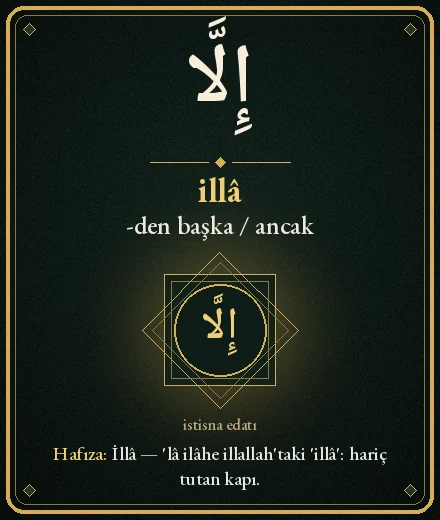 إِلَّا
illâ
-den başka / ancak
إِلَّا
istisna edatı
Hafıza: İllâ — 'lâ ilâhe illallah'taki 'illâ': hariç
tutan kapı.